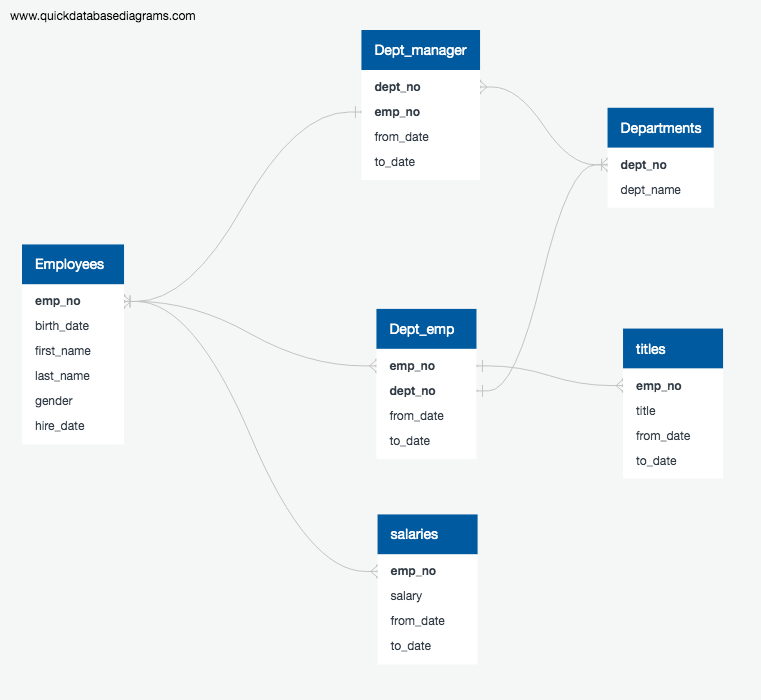 www.quickdatabasediagrams.com
Dept_manager
dept_no
emp_no
from_date
to_date
Departments
dept_no
dept_name
Employees
emp_no
birth_date
first_name
last_name
gender
hire_date
Dept_emp
emp_no
dept_no
from_date
to_date
titles
emp_no
title
from_date
to_date
salaries
emp_no
salary
from_date
to_date